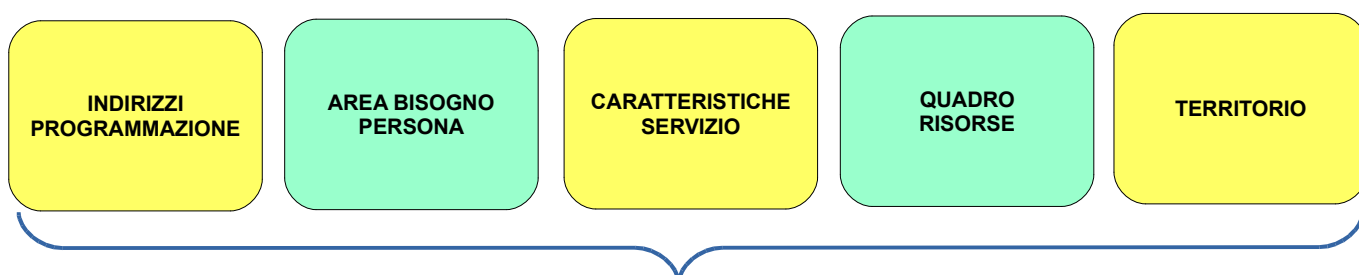 INDIRIZZI
PROGRAMMAZIONE
AREA BISOGNO
PERSONA
CARATTERISTICHE
SERVIZIO
QUADRO
RISORSE
TERRITORIO